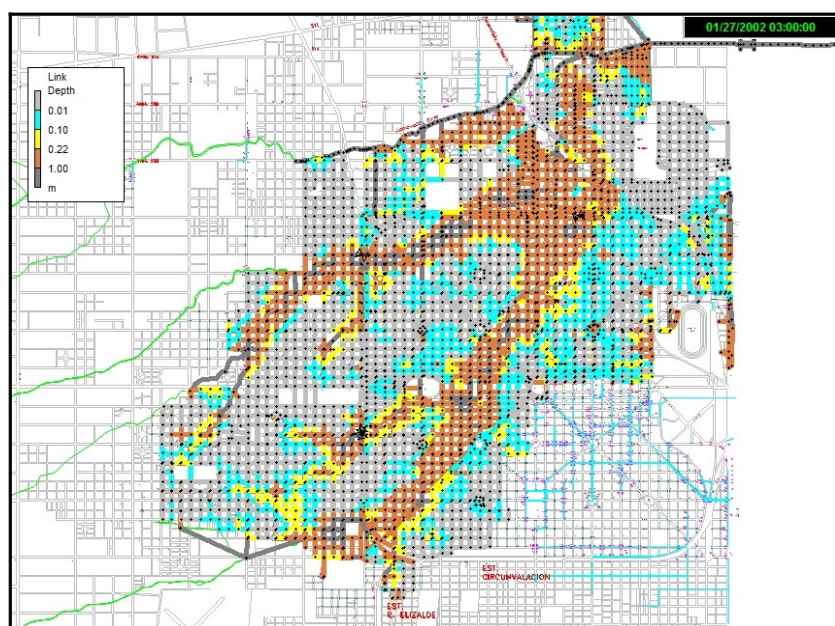 01/27/2002 03:00:00
Link
Depth
0.01
0.10
0.22
1.00
m
EST.
CIRCUNVALACION
EST.
R. ELIZALDE